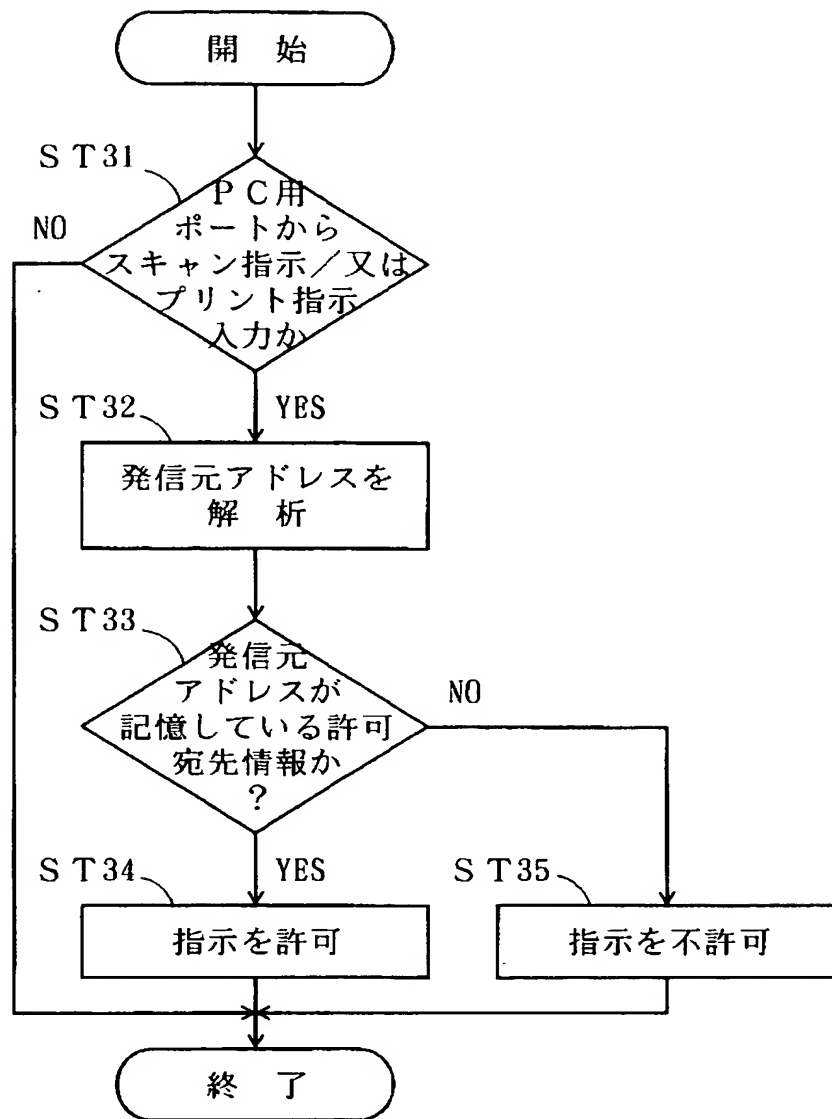 開 始
ST31
PC用
ポートから
スキャン指示/又は
プリント指示
入力か
NO
ST32
YES
発信元アドレスを
解 析
ST33
発信元
アドレスが
記憶している許可
宛先情報か
?
NO
ST34
YES
ST35
指示を許可
指示を不許可
終 了